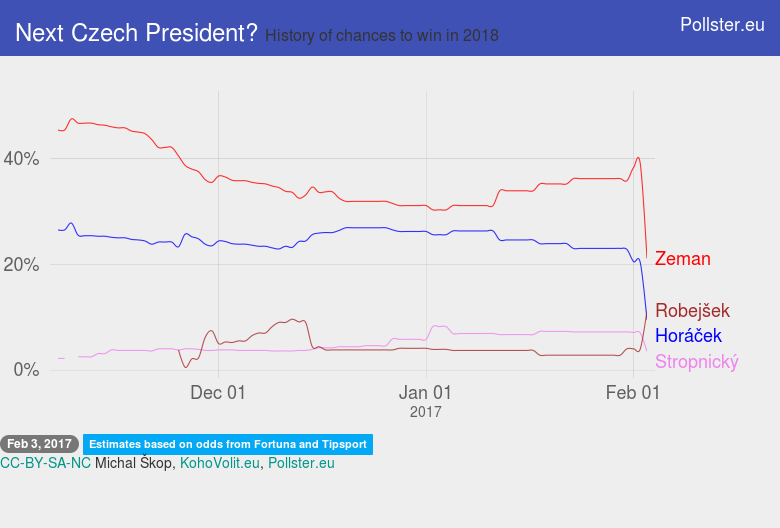 Next Czech President? History of chances to win in 2018
Pollster.eu
40%
20%
0%
Zeman
Robejšek
Horáček
Stropnický
Dec 01
Jan 01
Feb 01
2017
Feb 3, 2017 Estimates based on odds from Fortuna and Tipsport
CC-BY-SA-NC Michal Škop, KohoVolit.eu, Pollster.eu